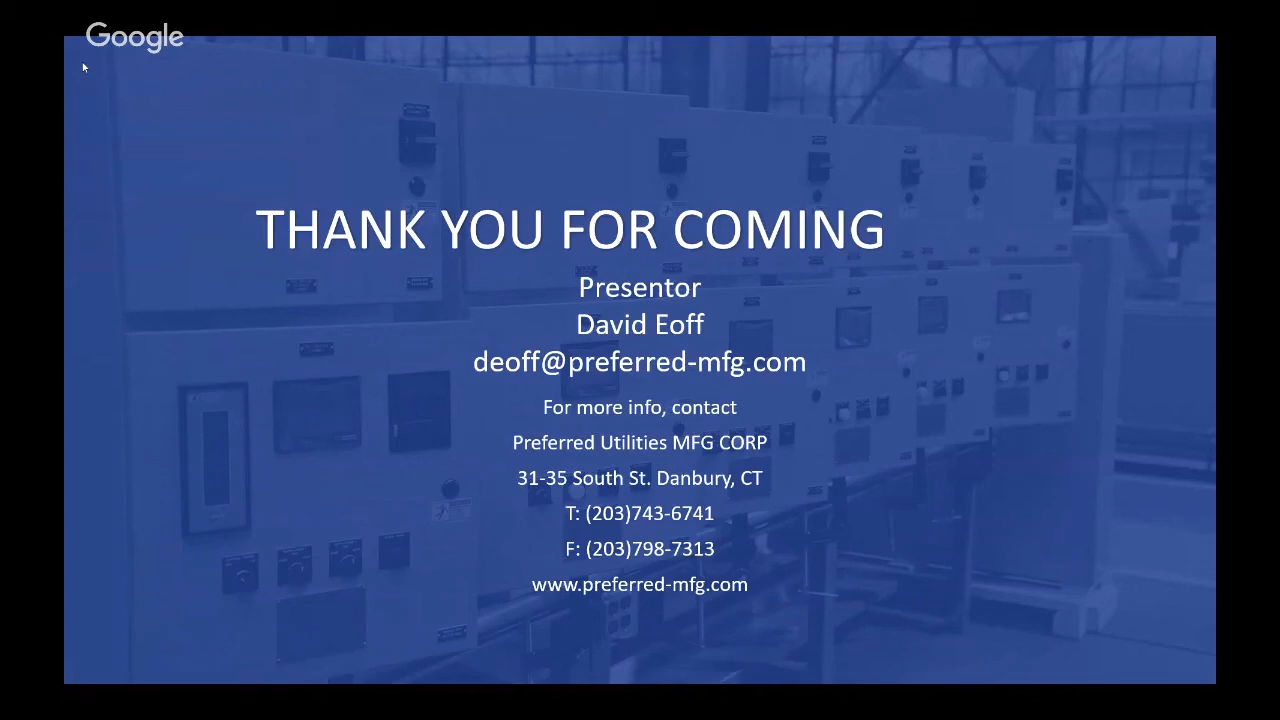 Google
THANK YOU FOR COMING
Presentor
David Eoff
deoff@preferred-mfg.com
For more info, contact
Preferred Utilities MFG CORP
31-35 South St. Danbury, CT
T: (203)743-6741
F: (203)798-7313
www.preferred-mfg.com